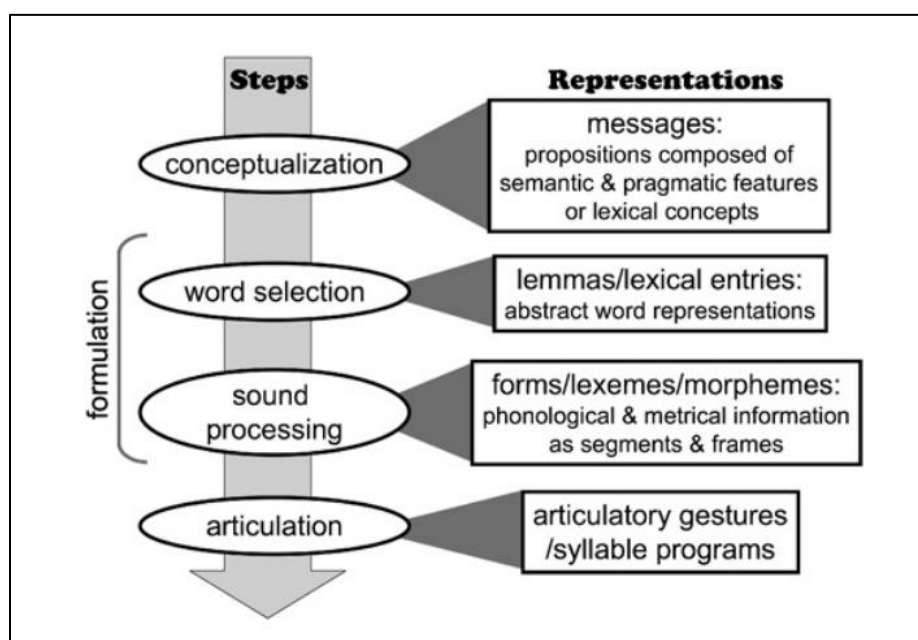 Steps
Representations
conceptualization
messages:
propositions composed of
semantic & pragmatic features
or lexical concepts
formulation
word selection
lemmas/lexical entries:
abstract word representations
sound
processing
forms/lexemes/morphemes:
phonological & metrical information
as segments & frames
articulation
articulatory gestures
/syllable programs